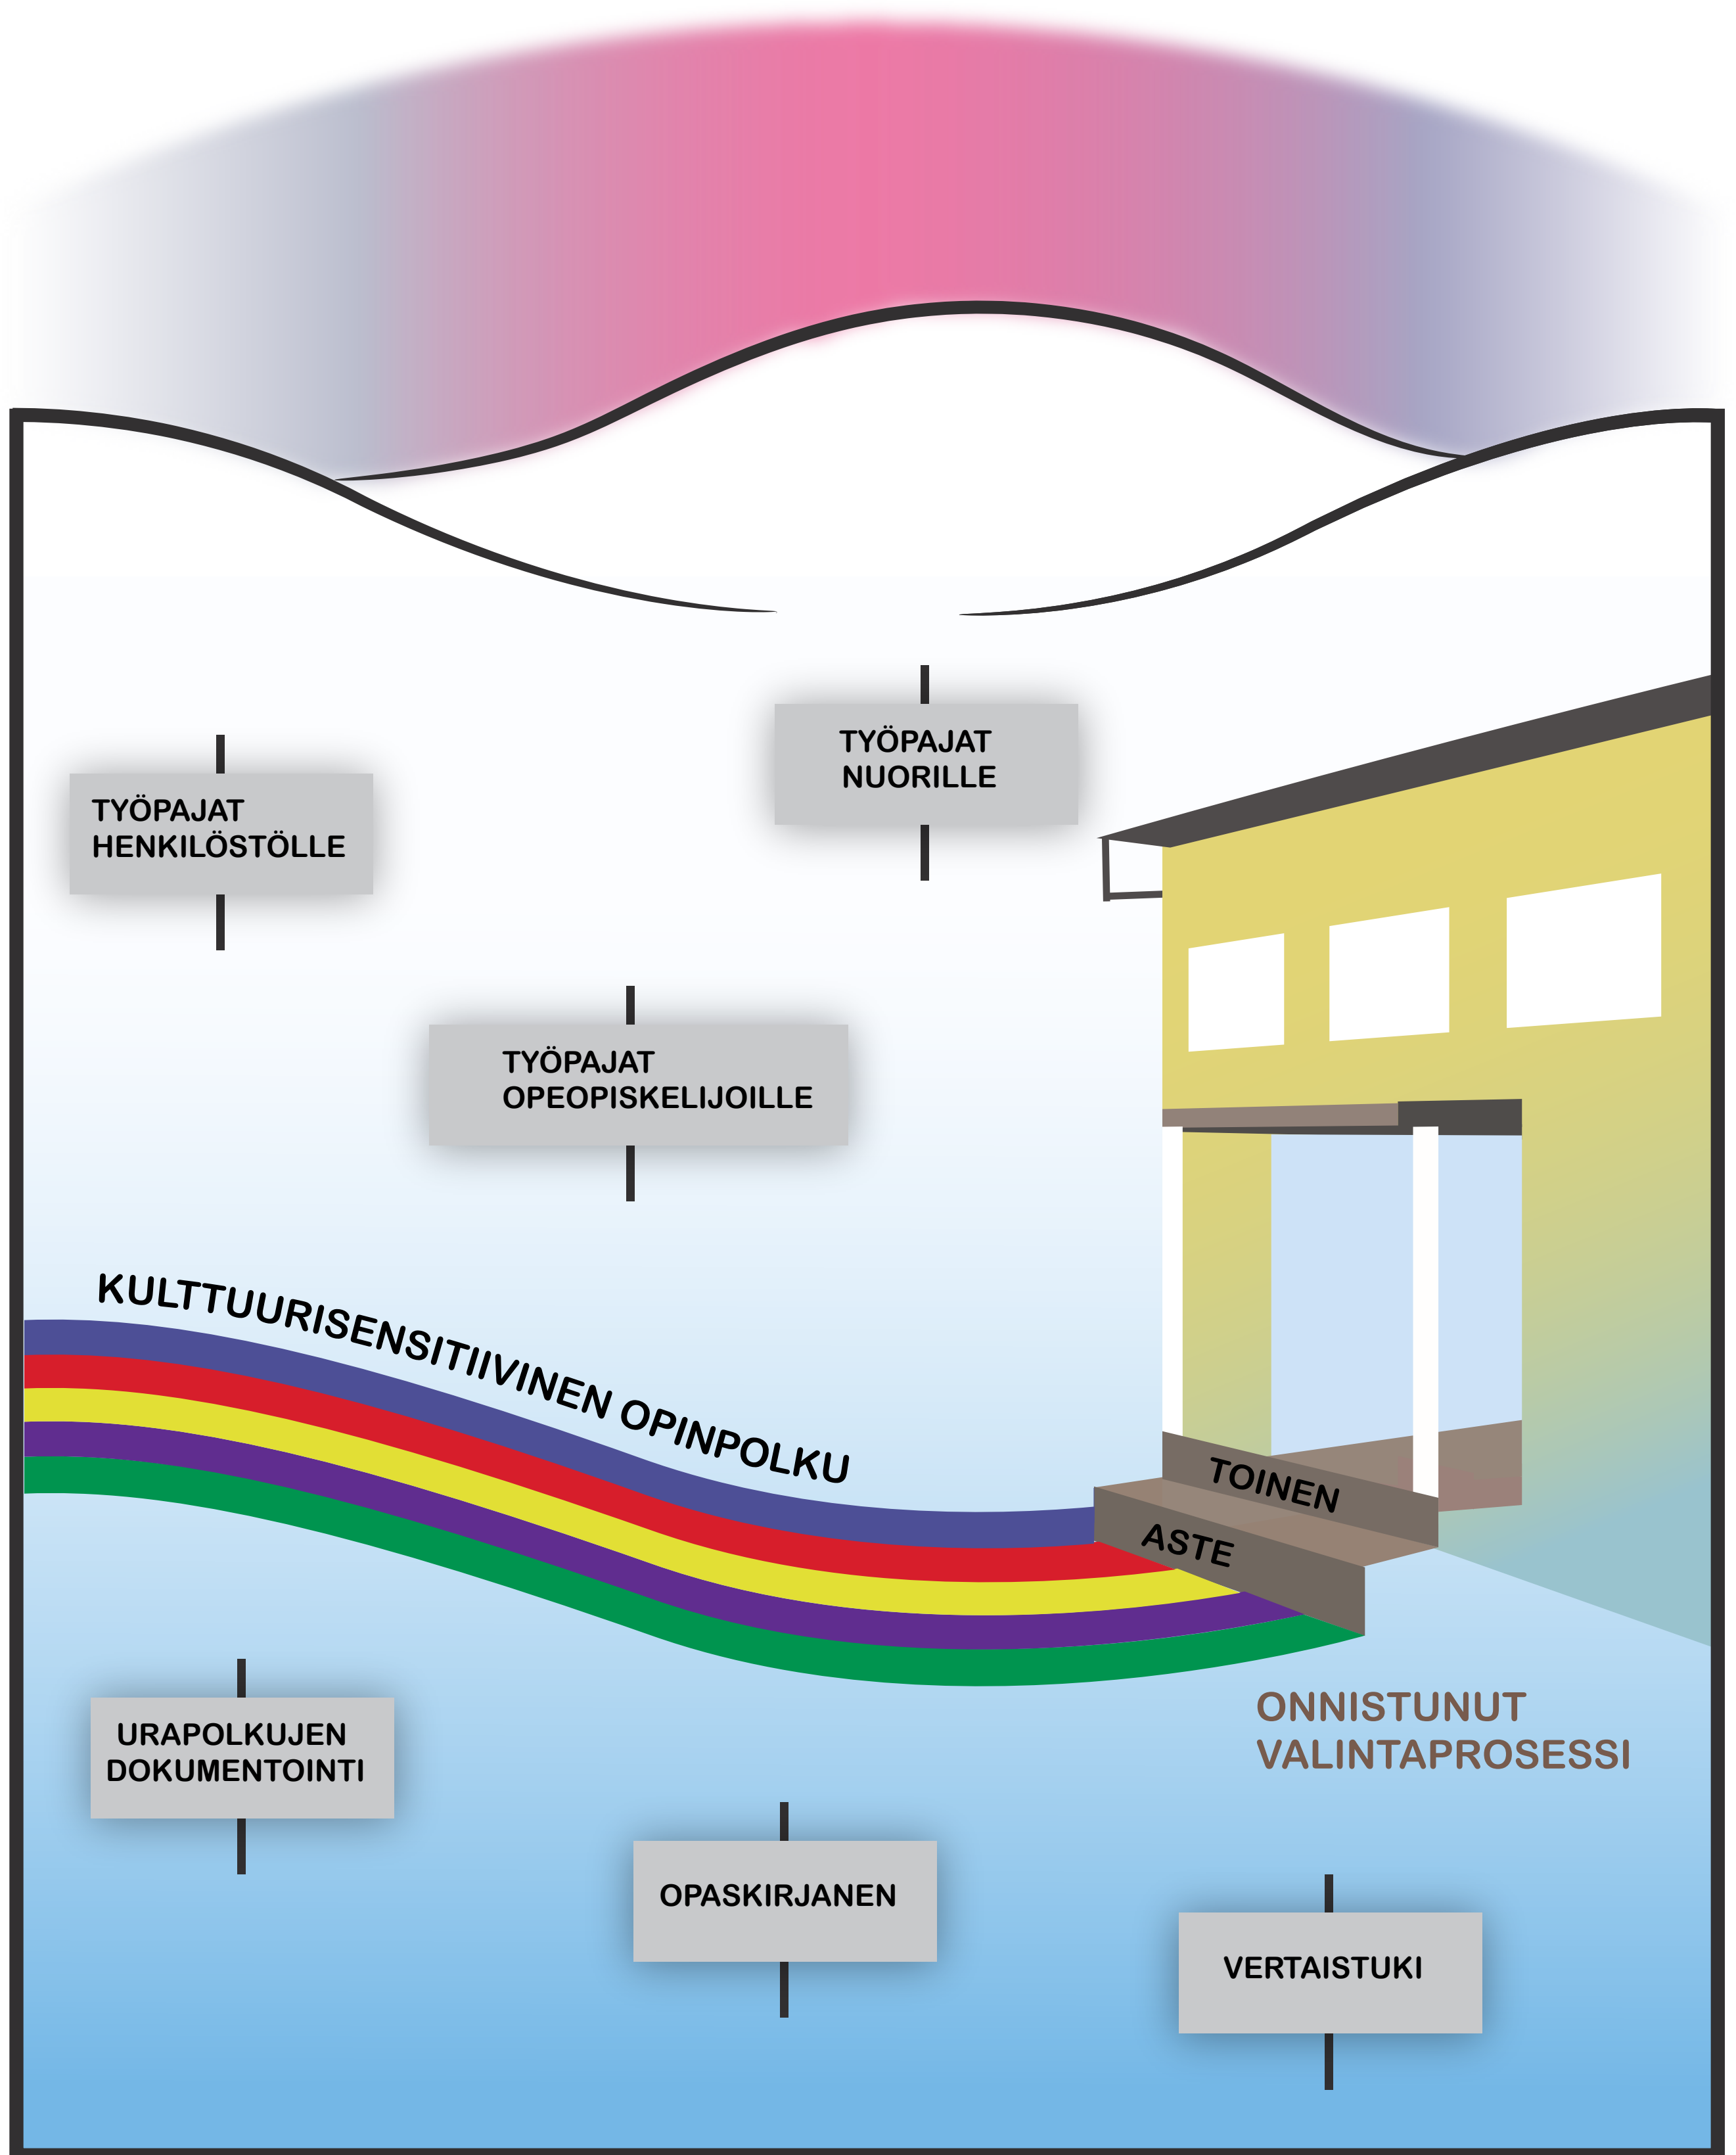 TYÖPAJAT
NUORILLE
TYÖPAJAT
HENKILÖSTÖLLE
TYÖPAJAT
OPEOPISKELIJOILLE
KULTTUURISENSITIIVINEN OPINPOLKU
TOINEN
ASTE
URAPOLKUJEN
DOKUMENTOINTI
ONNISTUNUT
VALINTAPROSESSI
OPASKIRJANEN
VERTAISTUKI